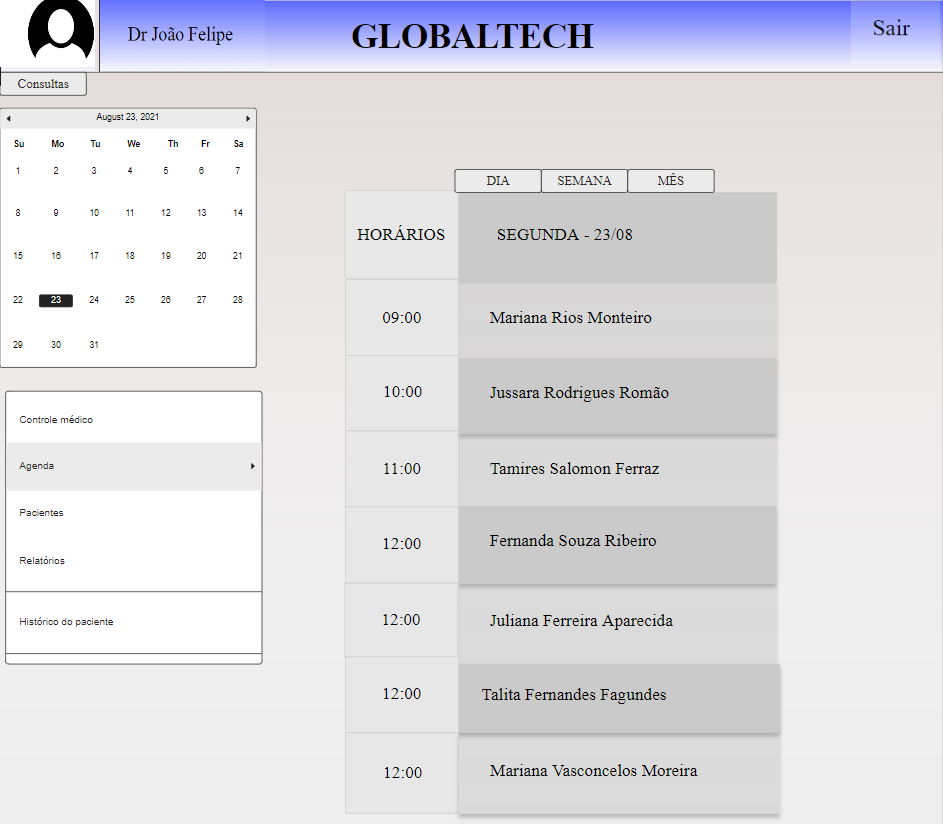 Dr João Felipe
GLOBALTECH
Sair
Consultas
August 23, 2021
Su Mo Tu We Th Fr Sa
1 2 3 4 5 6 7
8 9 10 11 12 13 14
15 16 17 18 19 20 21
22 23 24 25 26 27 28
29 30 31
Controle médico
Agenda
Pacientes
Relatórios
Histórico do paciente
DIA SEMANA MÊS
HORÁRIOS SEGUNDA - 23/08
09:00 Mariana Rios Monteiro
10:00 Jussara Rodrigues Romão
11:00 Tamires Salomon Ferraz
12:00 Fernanda Souza Ribeiro
12:00 Juliana Ferreira Aparecida
12:00 Talita Fernandes Fagundes
12:00 Mariana Vasconcelos Moreira